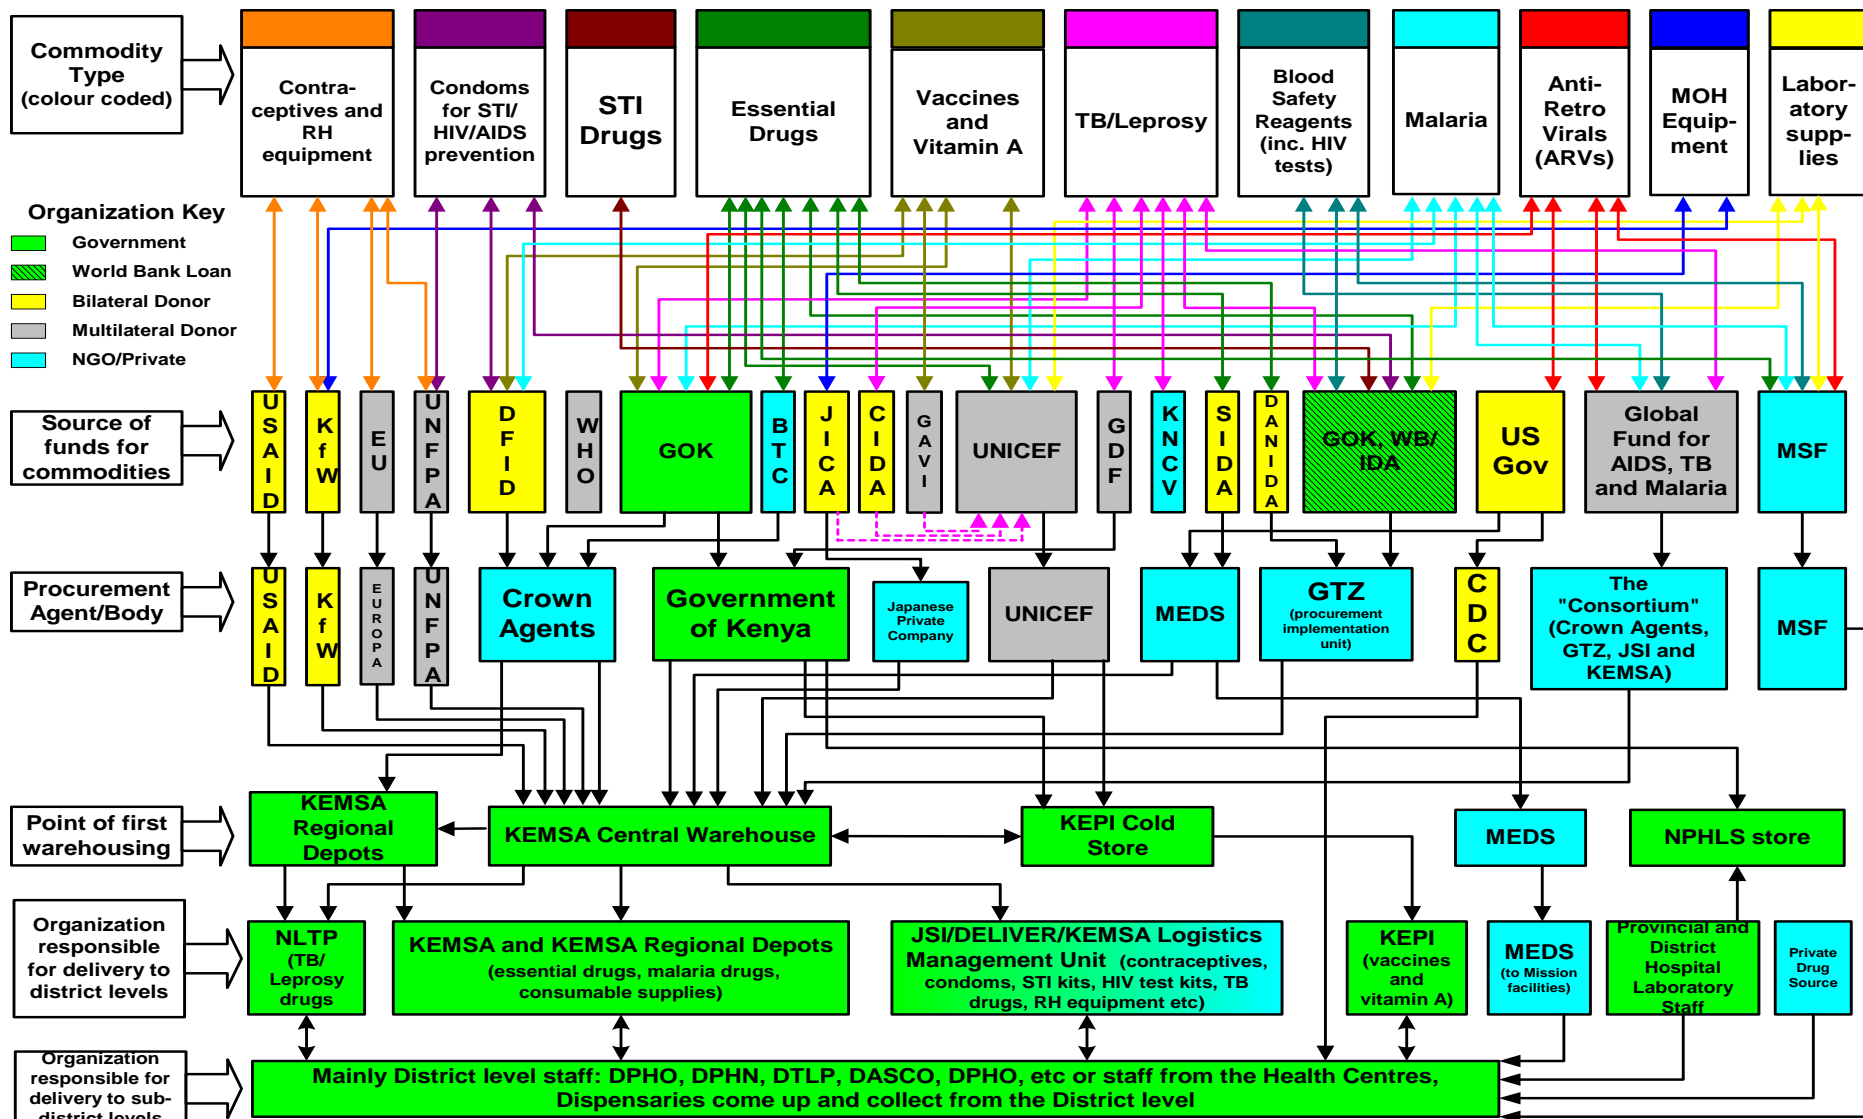 Commodity
Type
(colour coded)
Contra-
ceptives and
RH
equipment
Condoms
for STI/
HIV/AIDS
prevention
STI
Drugs
Essential
Drugs
Vaccines
and
Vitamin A
TB/Leprosy
Blood
Safety
Reagents
(inc. HIV
tests)
Malaria
Anti-
Retro
Virals
(ARVs)
MOH
Equip-
ment
Labor-
atory
supp-
lies
Organization Key
Government
World Bank Loan
Bilateral Donor
Multilateral Donor
NGO/Private
Source of
funds for
commodities
USAID
KfW
EU
UNFPA
DFID
WHO
GOK
BTC
JICA
CIDA
GAVI
UNICEF
GDF
KNCV
SIDA
DANIDA
GOK, WB/
IDA
US
Gov
Global
Fund for
AIDS, TB
and Malaria
MSF
Procurement
Agent/Body
USAID
KfW
EUROPA
UNFPA
Crown
Agents
Government
of Kenya
Japanese
Private
Company
UNICEF
MEDS
GTZ
(procurement
implementation
unit)
CDC
The
"Consortium"
(Crown Agents,
GTZ, JSI and
KEMSA)
MSF
Point of first
warehousing
KEMSA
Regional
Depots
KEMSA Central Warehouse
KEPI Cold
Store
MEDS
NPHLS store
Organization
responsible
for delivery to
district levels
NLTP
(TB/
Leprosy
drugs
KEMSA and KEMSA Regional Depots
(essential drugs, malaria drugs,
consumable supplies)
JSI/DELIVER/KEMSA Logistics
Management Unit (contraceptives,
condoms, STI kits, HIV test kits, TB
drugs, RH equipment etc)
KEPI
(vaccines
and
vitamin A)
MEDS
(to Mission
facilities)
Provincial and
District
Hospital
Laboratory
Staff
Private
Drug
Source
Organization
responsible for
delivery to sub-
district levels
Mainly District level staff: DPHO, DPHN, DTLP, DASCO, DPHO, etc or staff from the Health Centres,
Dispensaries come up and collect from the District level